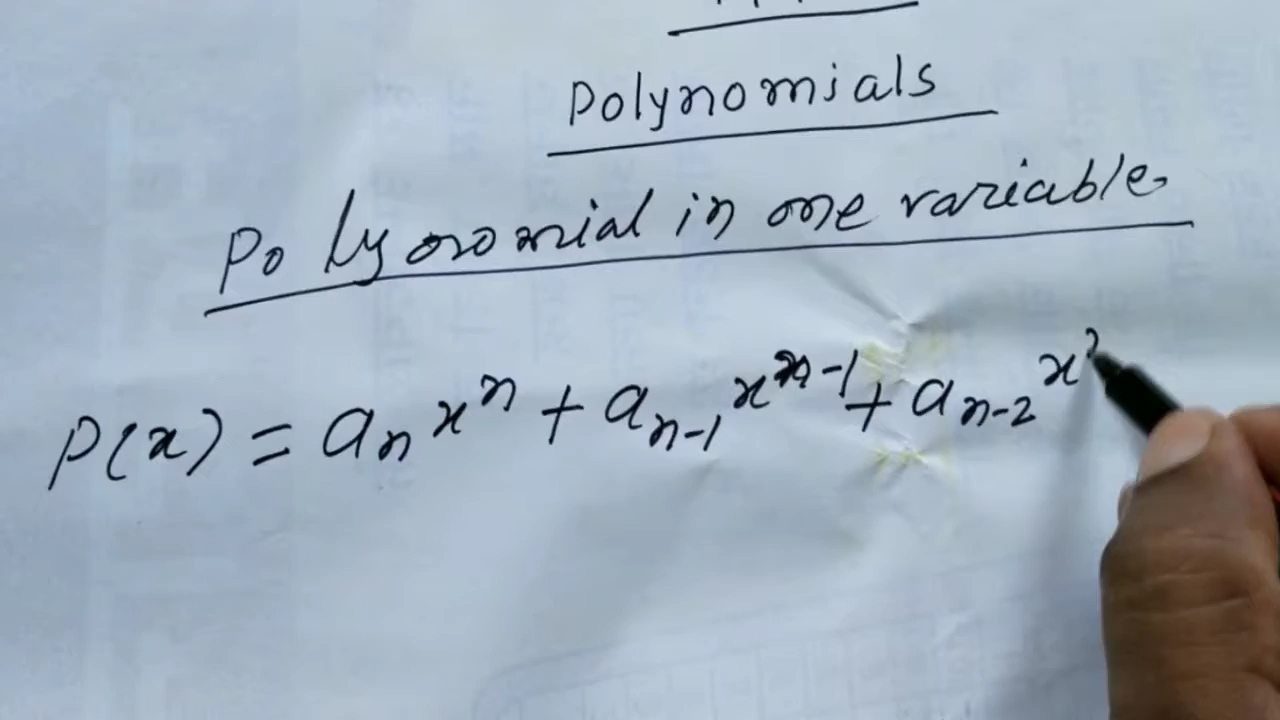 Polynomials
Polynomial in one variable
P(x) = aₙxⁿ + aₙ₋₁xⁿ⁻¹ + aₙ₋₂x